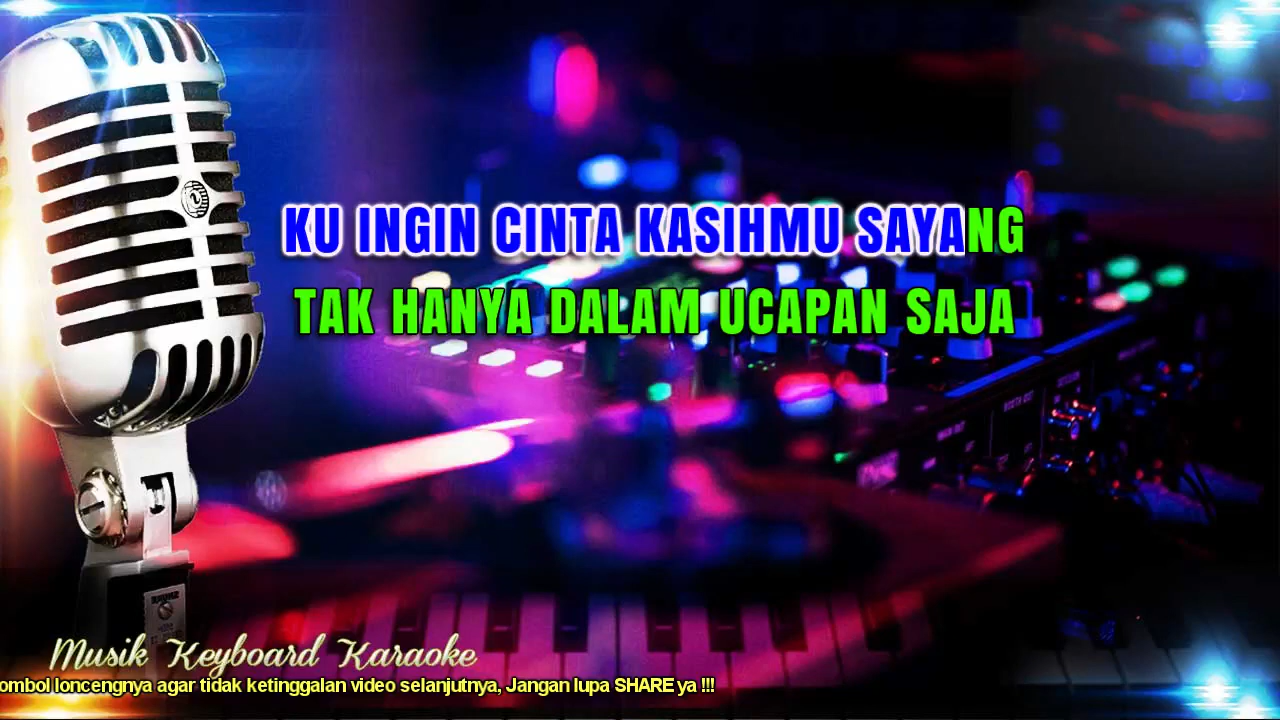 KU INGIN CINTA KASIHMU SAYANG
TAK HANYA DALAM UCAPAN SAJA
Musik Keyboard Karaoke
ombol loncengnya agar tidak ketinggalan video selanjutnya, Jangan lupa SHARE ya !!!